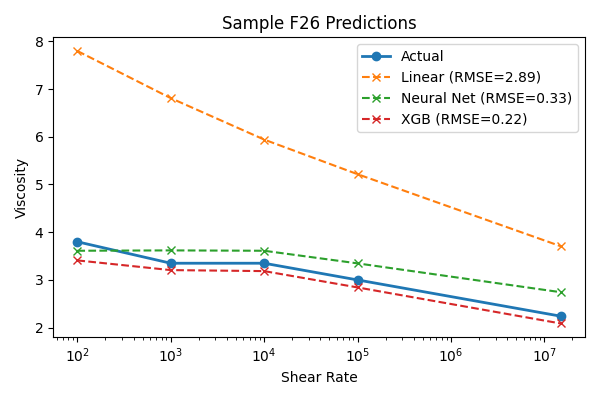 Sample F26 Predictions
8
7
6
5
4
3
2
Viscosity
Actual
Linear (RMSE=2.89)
Neural Net (RMSE=0.33)
XGB (RMSE=0.22)
10² 10³ 10⁴ 10⁵ 10⁶ 10⁷
Shear Rate